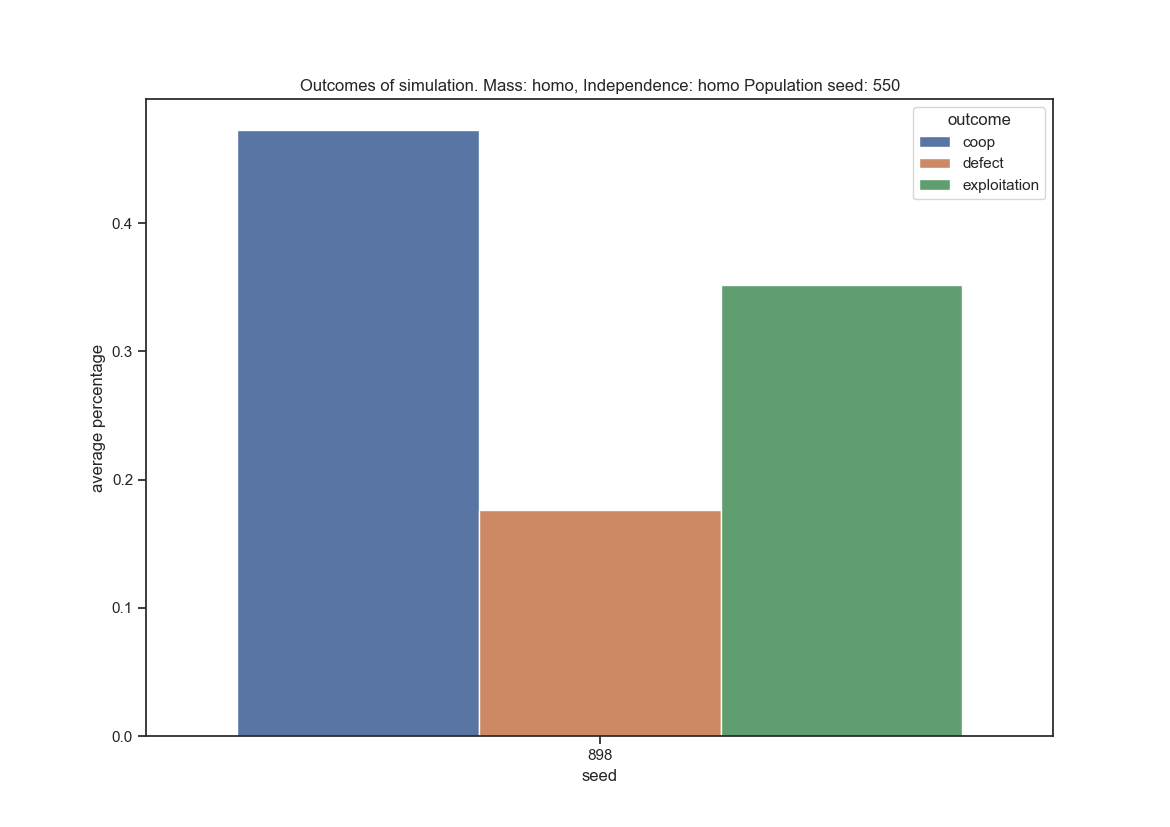 Outcomes of simulation. Mass: homo, Independence: homo Population seed: 550
outcome
coop
defect
exploitation
0.4
0.3
0.2
0.1
0.0
average percentage
898
seed